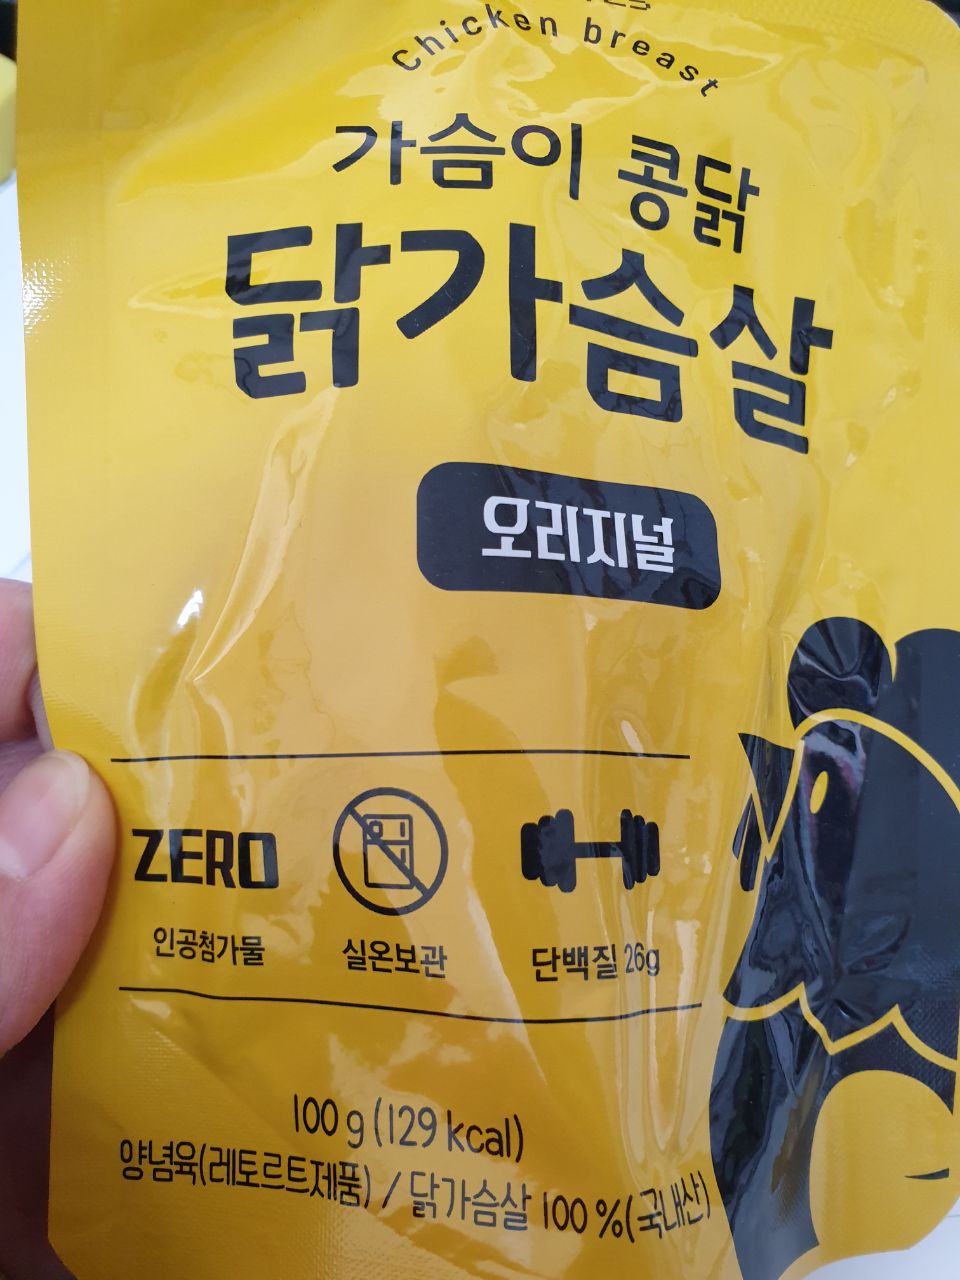 Chicken breast
가슴이 콩닭
닭가슴살
오리지널
ZERO
인공첨가물
실온보관
단백질 26g
100 g (129 kcal)
양념육(레토르트제품) / 닭가슴살 100 %(국내산)